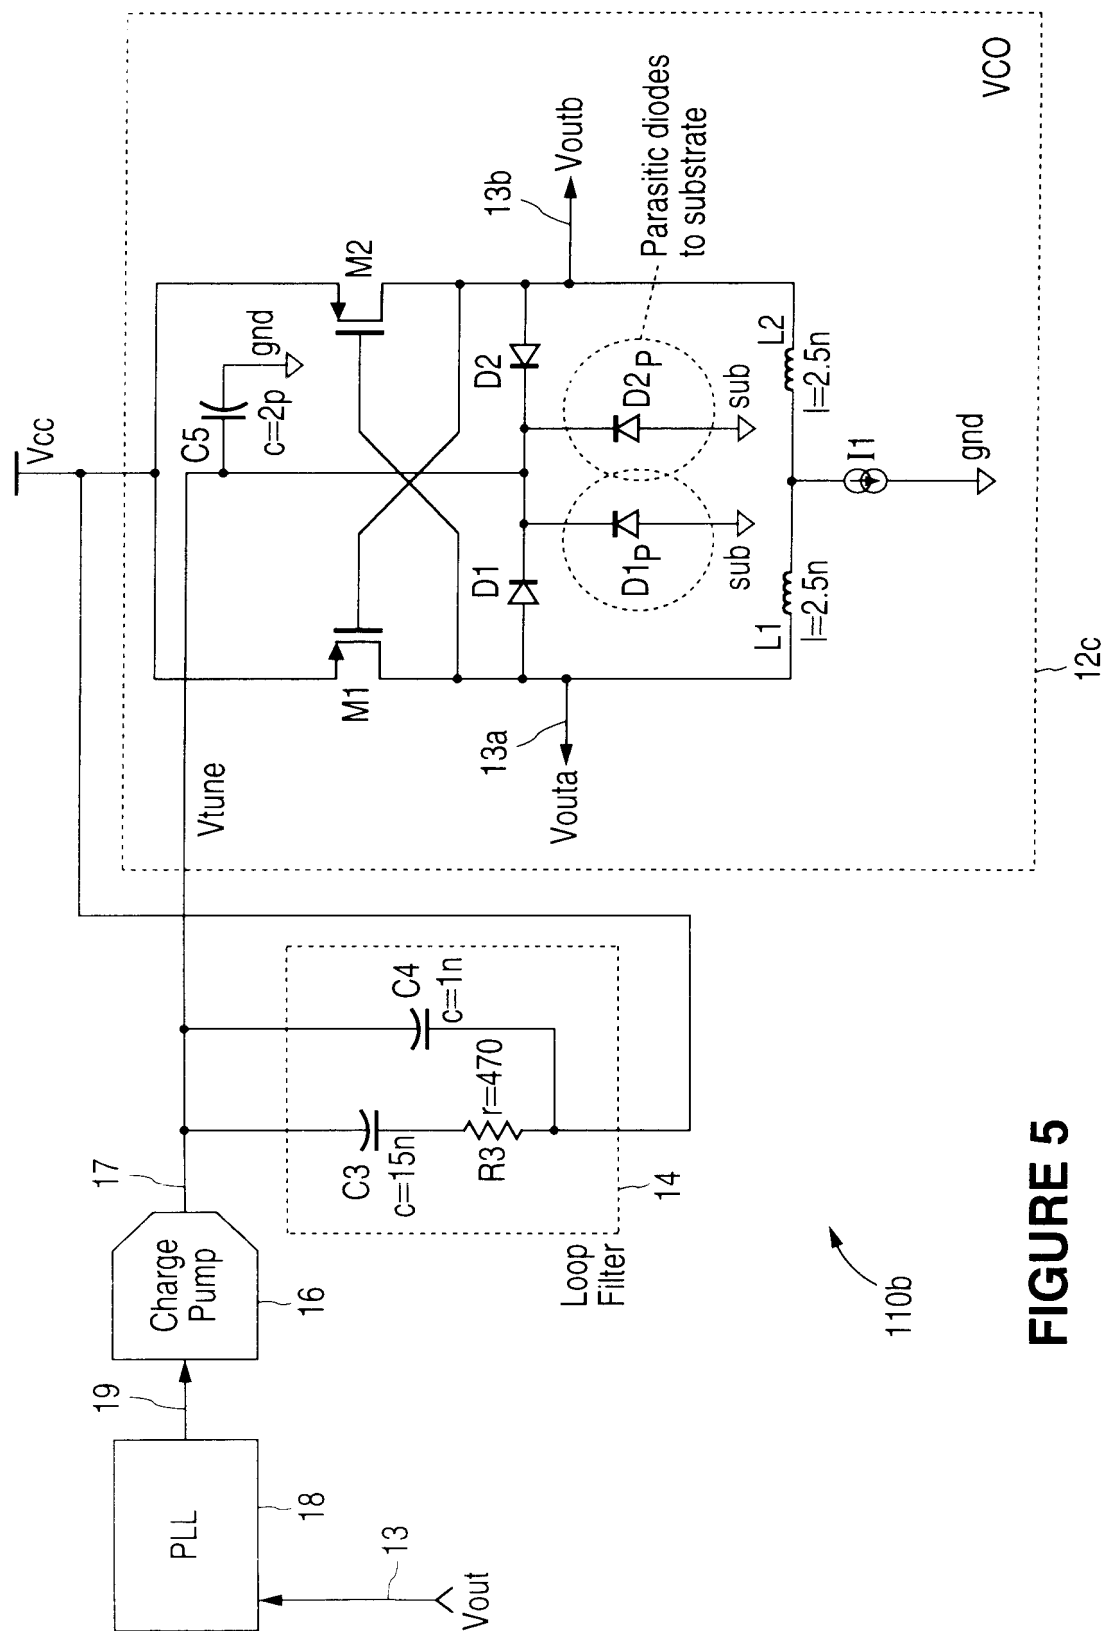 Vcc
C5
c=2p
gnd
M1
M2
Vtune
D1
D2
13a
Vouta
13b
Voutb
D1P
D2P
Parasitic diodes
to substrate
sub
sub
L1
l=2.5n
L2
l=2.5n
I1
gnd
VCO
12c
PLL
18
19
13
Vout
Charge
Pump
16
17
C3
c=15n
R3
r=470
C4
c=1n
Loop
Filter
14
110b
FIGURE 5